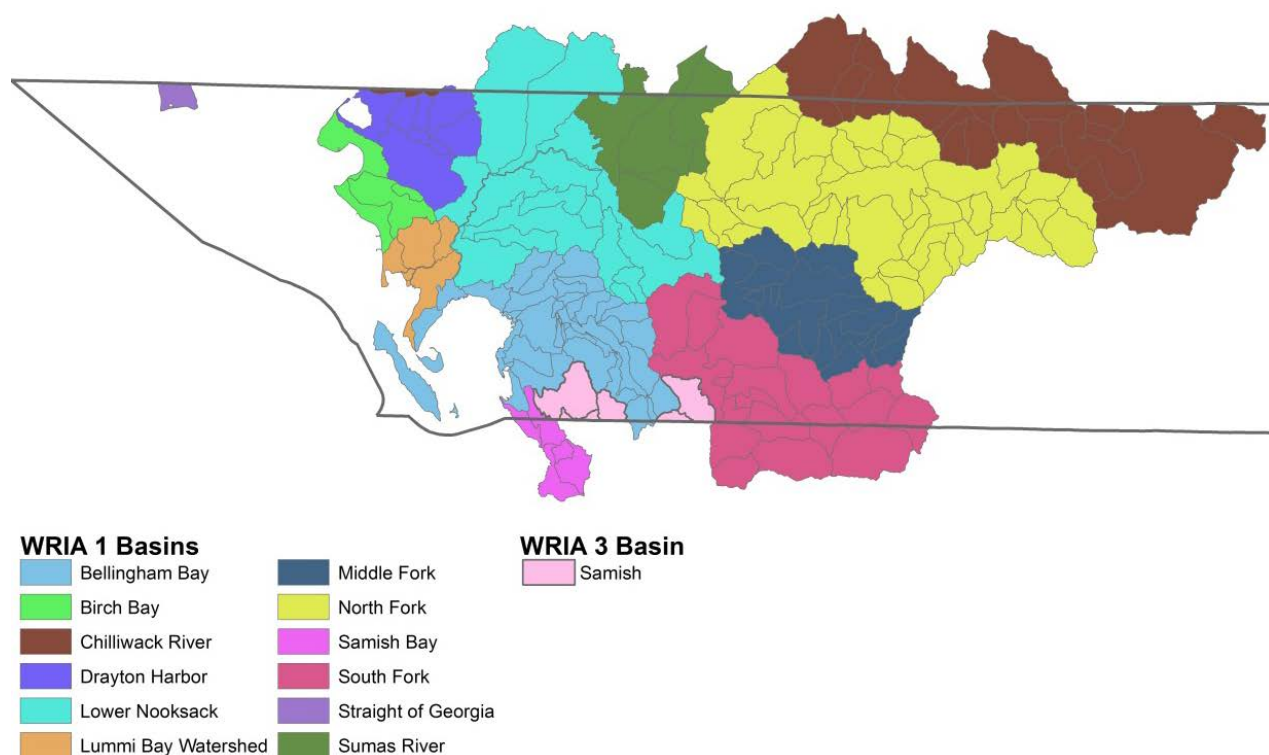 WRIA 1 Basins
Bellingham Bay
Birch Bay
Chilliwack River
Drayton Harbor
Lower Nooksack
Lummi Bay Watershed
Middle Fork
North Fork
Samish Bay
South Fork
Straight of Georgia
Sumas River
WRIA 3 Basin
Samish